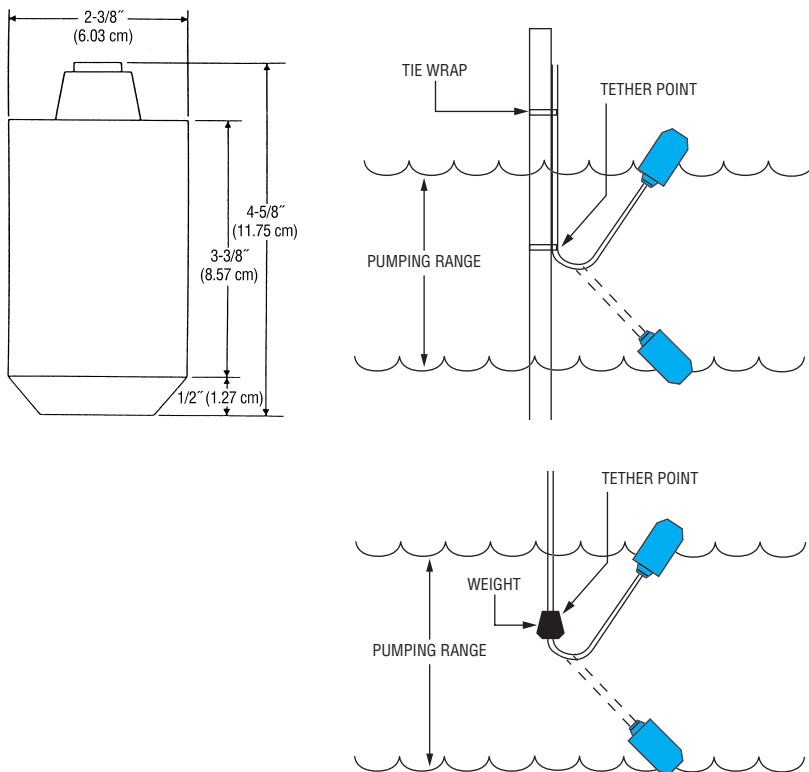 2-3/8˝
(6.03 cm)
4-5/8˝
(11.75 cm)
3-3/8˝
(8.57 cm)
1/2˝ (1.27 cm)
TIE WRAP
TETHER POINT
PUMPING RANGE
TETHER POINT
WEIGHT
PUMPING RANGE